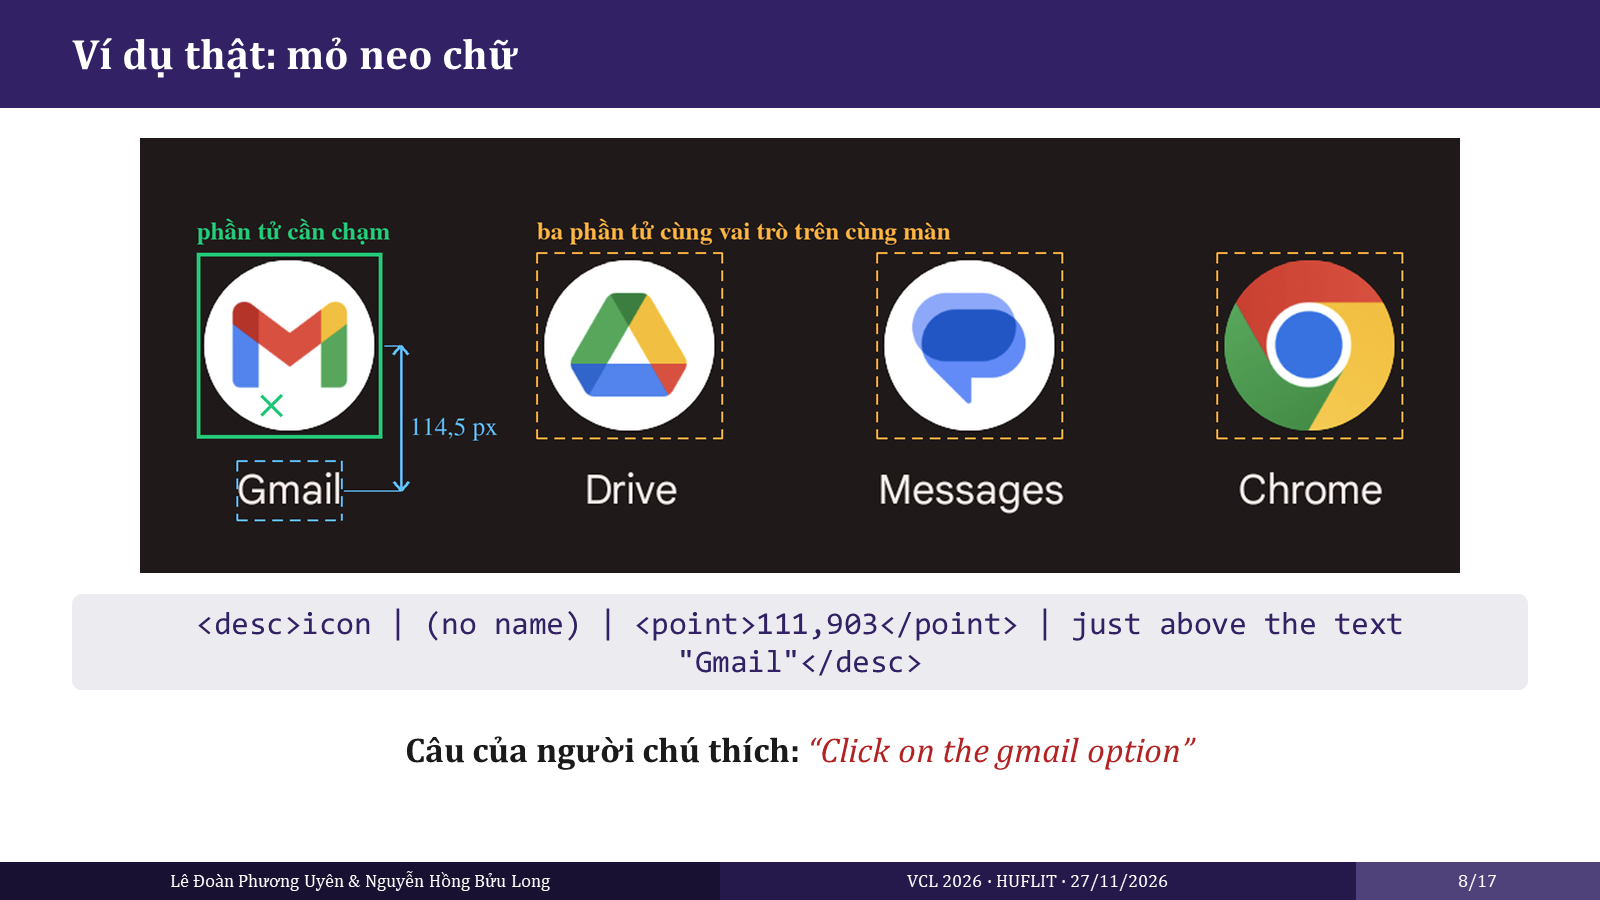 Ví dụ thật: mỏ neo chữ
phần tử cần chạm
ba phần tử cùng vai trò trên cùng màn
114,5 px
Gmail
Drive
Messages
Chrome
<desc>icon | (no name) | <point>111,903</point> | just above the text
"Gmail"</desc>
Câu của người chú thích: “Click on the gmail option”
Lê Đoàn Phương Uyên & Nguyễn Hồng Bửu Long
VCL 2026 · HUFLIT · 27/11/2026
8/17